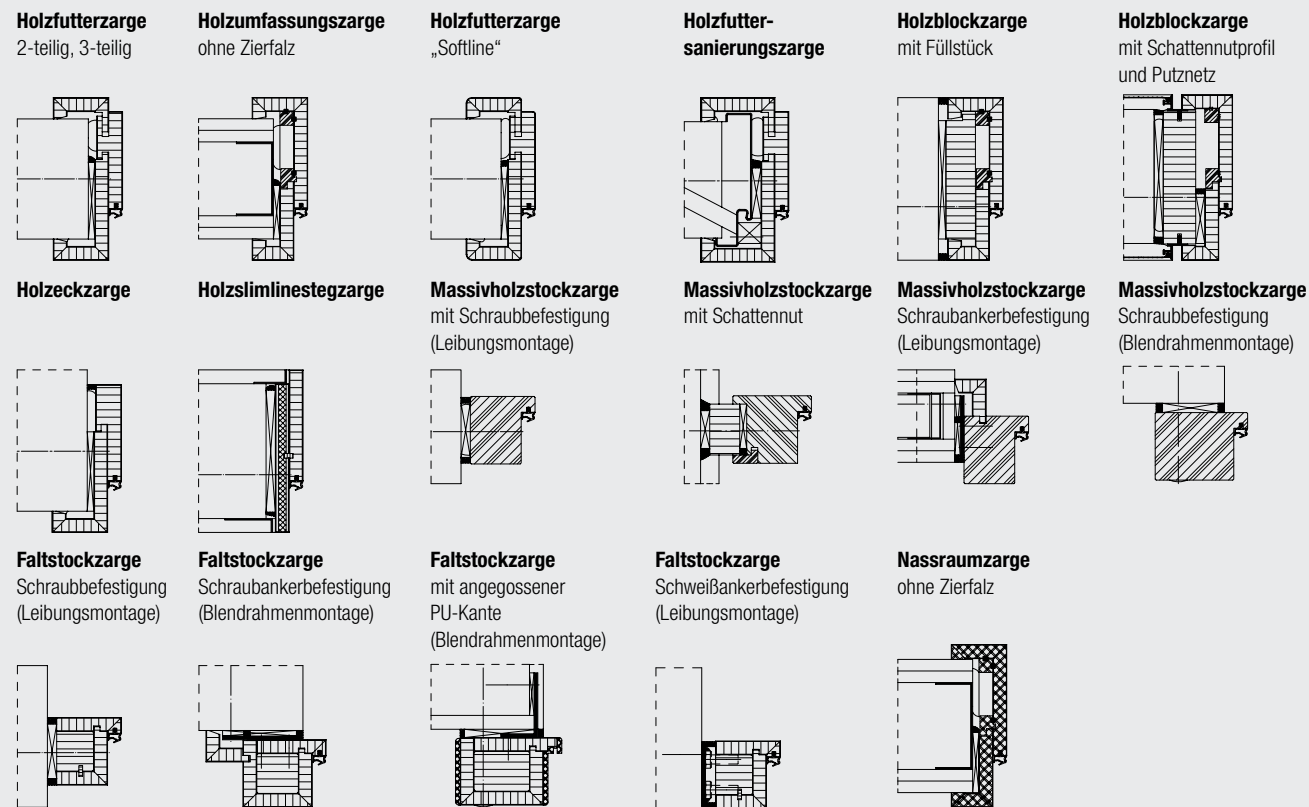 Holzfutterzarge
2-teilig, 3-teilig
Holzumfassungszarge
ohne Zierfalz
Holzfutterzarge
„Softline“
Holzfutter-
sanierungszarge
Holzblockzarge
mit Füllstück
Holzblockzarge
mit Schattennutprofil
und Putznetz
Holzeckzarge
Holzslimlinestegzarge
Massivholzstockzarge
mit Schraubbefestigung
(Leibungsmontage)
Massivholzstockzarge
mit Schattennut
Massivholzstockzarge
Schraubankerbefestigung
(Leibungsmontage)
Massivholzstockzarge
Schraubbefestigung
(Blendrahmenmontage)
Faltstockzarge
Schraubbefestigung
(Leibungsmontage)
Faltstockzarge
Schraubankerbefestigung
(Blendrahmenmontage)
Faltstockzarge
mit angegossener
PU-Kante
(Blendrahmenmontage)
Faltstockzarge
Schweißankerbefestigung
(Leibungsmontage)
Nassraumzarge
ohne Zierfalz